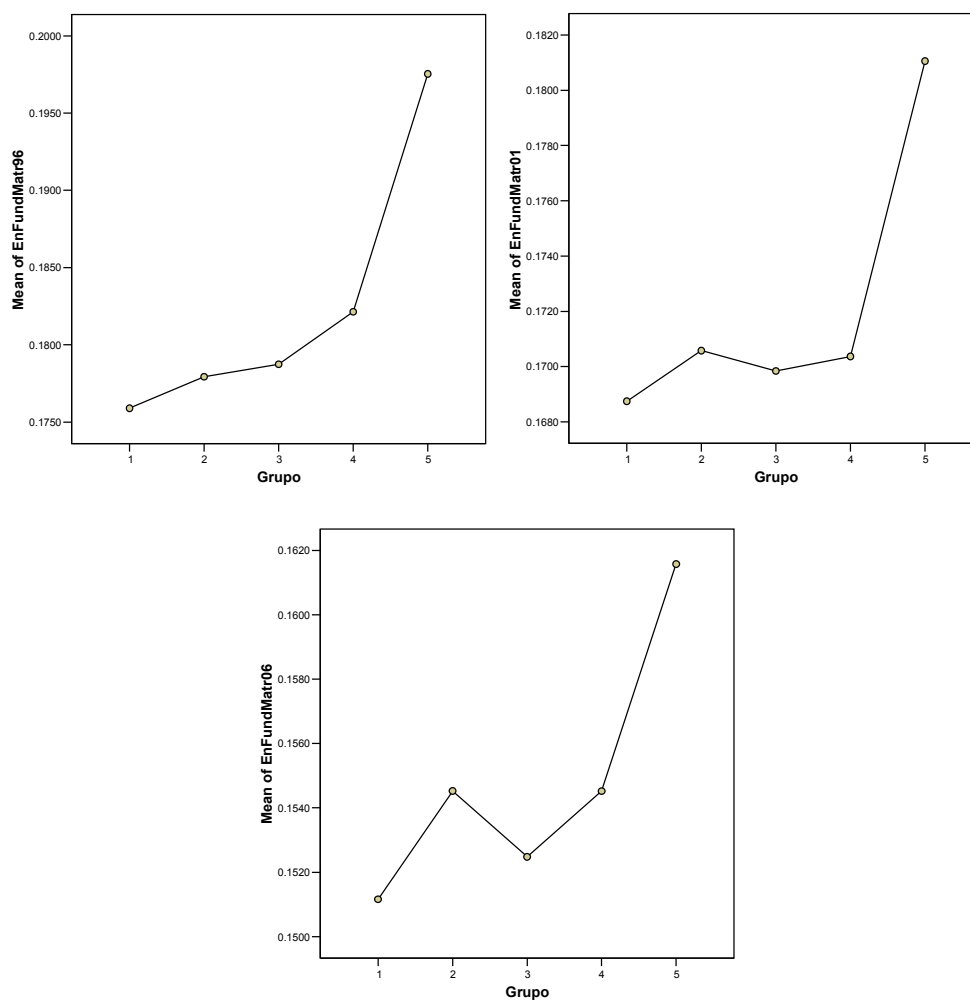 Mean of EnFundMatr96
0.2000
0.1950
0.1900
0.1850
0.1800
0.1750
1 2 3 4 5
Grupo
Mean of EnFundMatr01
0.1820
0.1800
0.1780
0.1760
0.1740
0.1720
0.1700
0.1680
1 2 3 4 5
Grupo
Mean of EnFundMatr06
0.1620
0.1600
0.1580
0.1560
0.1540
0.1520
0.1500
1 2 3 4 5
Grupo